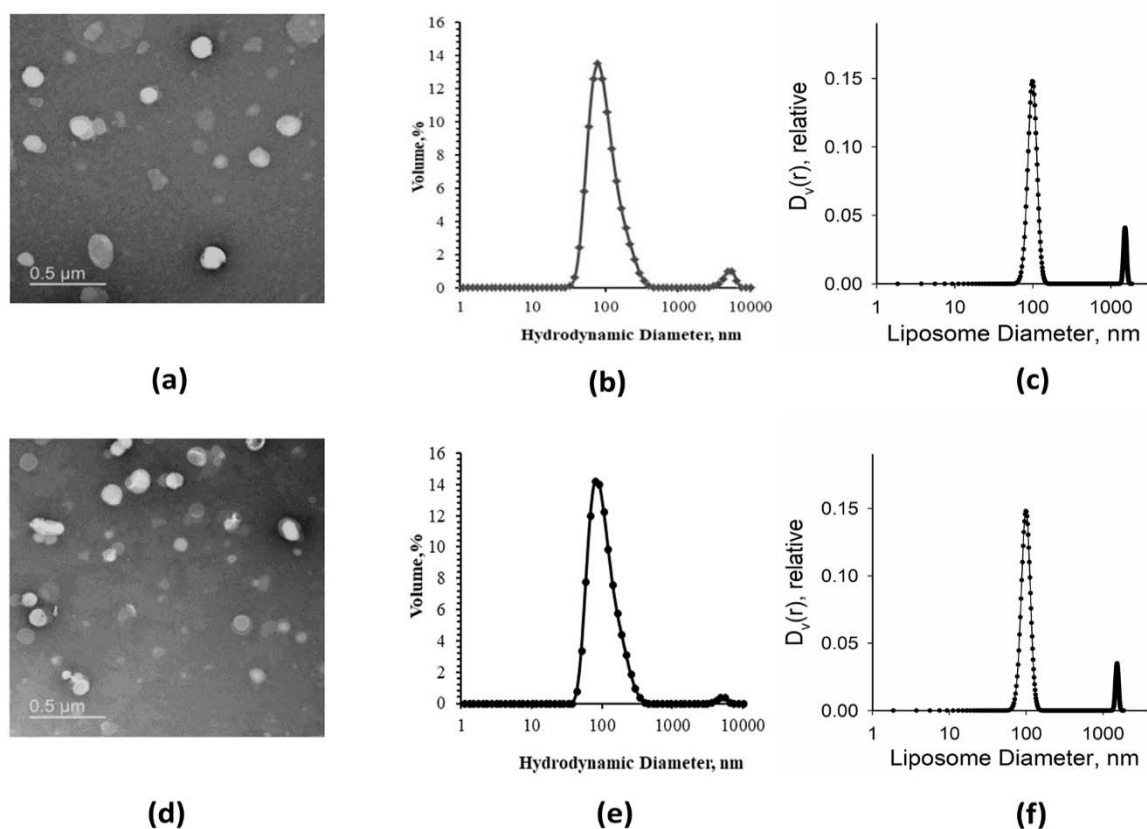 0.5 µm
(a)
Volume,%
16
14
12
10
8
6
4
2
0
1 10 100 1000 10000
Hydrodynamic Diameter, nm
(b)
Dv(r), relative
0.15
0.10
0.05
0.00
1 10 100 1000
Liposome Diameter, nm
(c)
0.5 µm
(d)
Volume,%
16
14
12
10
8
6
4
2
0
1 10 100 1000 10000
Hydrodynamic Diameter, nm
(e)
Dv(r), relative
0.15
0.10
0.05
0.00
1 10 100 1000
Liposome Diameter, nm
(f)